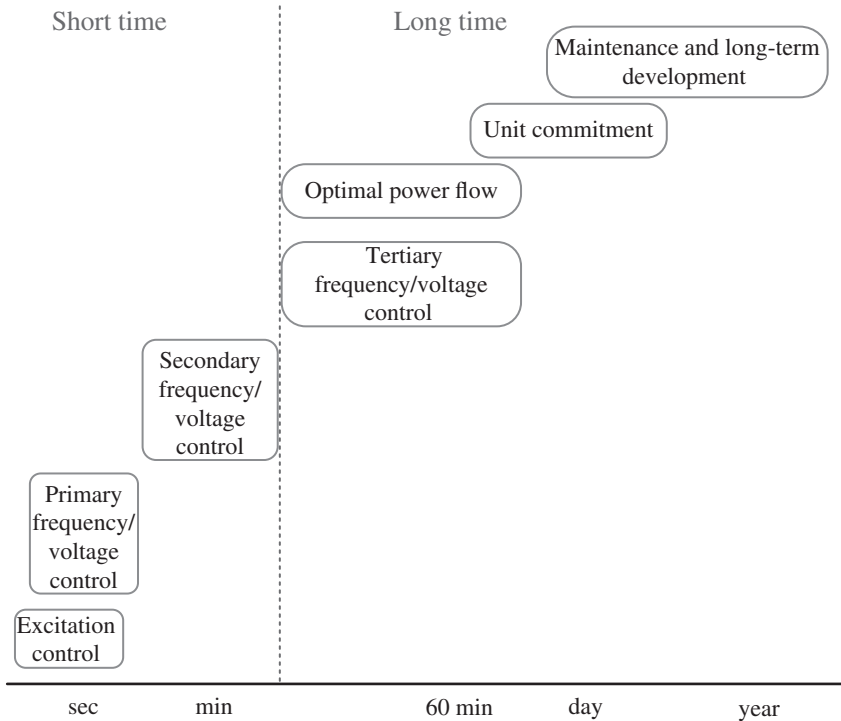 Short time
Long time
Maintenance and long-term
development
Unit commitment
Optimal power flow
Tertiary
frequency/voltage
control
Secondary
frequency/
voltage
control
Primary
frequency/
voltage
control
Excitation
control
sec
min
60 min
day
year